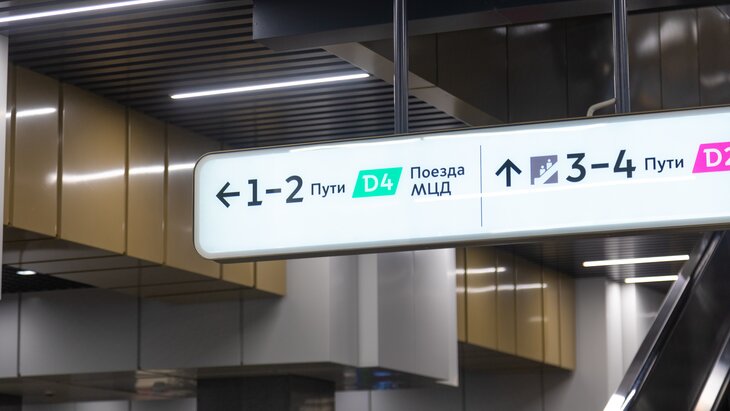 ← 1–2 Пути D4 Поезда МЦД
↑ 3–4 Пути D2